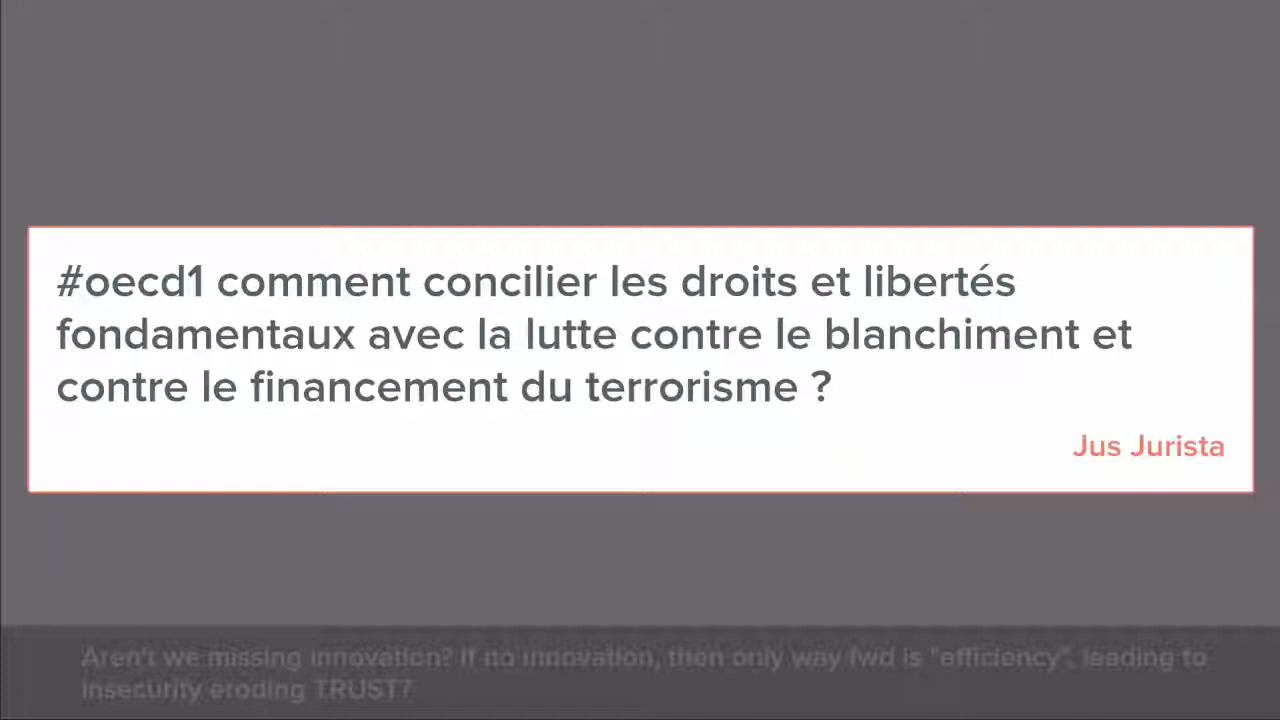 #oecd1 comment concilier les droits et libertés
fondamentaux avec la lutte contre le blanchiment et
contre le financement du terrorisme ?
Jus Jurista
Aren't we missing innovation? If no innovation, then only way fwd is "efficiency", leading to
insecurity eroding TRUST?